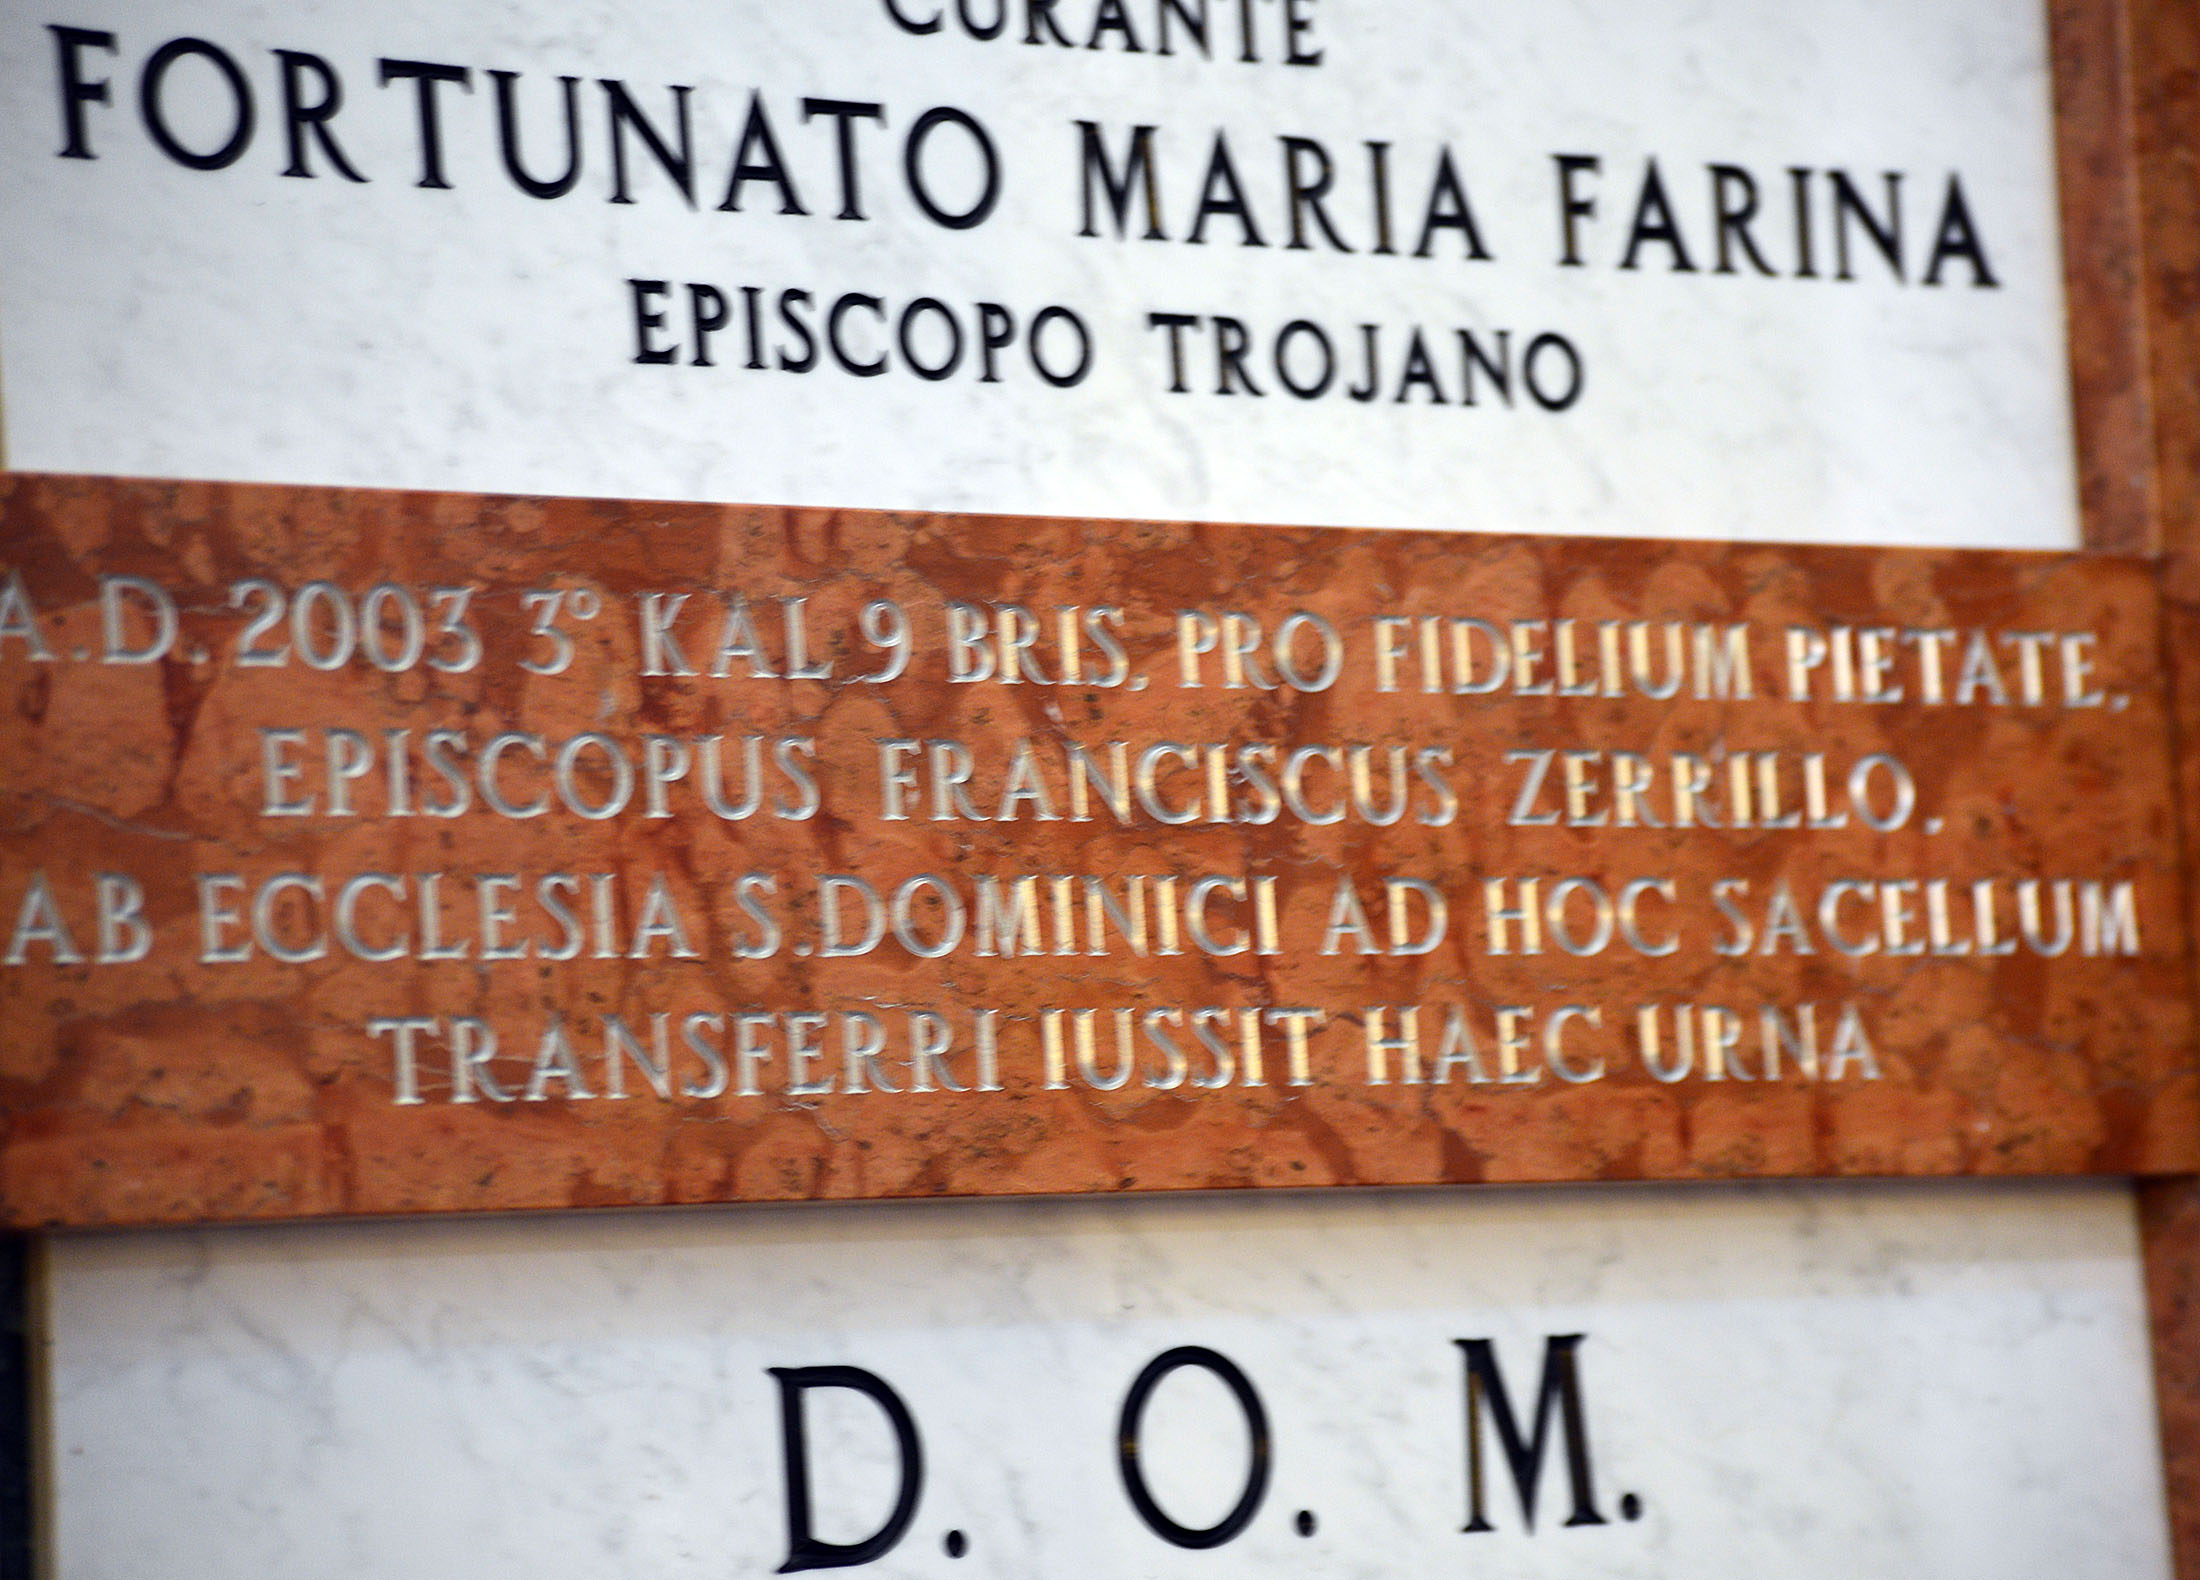 CURANTE
FORTUNATO MARIA FARINA
EPISCOPO TROJANO
A.D. 2003 3° KAL.9 BRIS. PRO FIDELIUM PIETATE.
EPISCOPUS FRANCISCUS ZERRILLO.
AB ECCLESIA S.DOMINICI AD HOC SACELLUM
TRANSFERRI IUSSIT HAEC URNA
D. O. M.